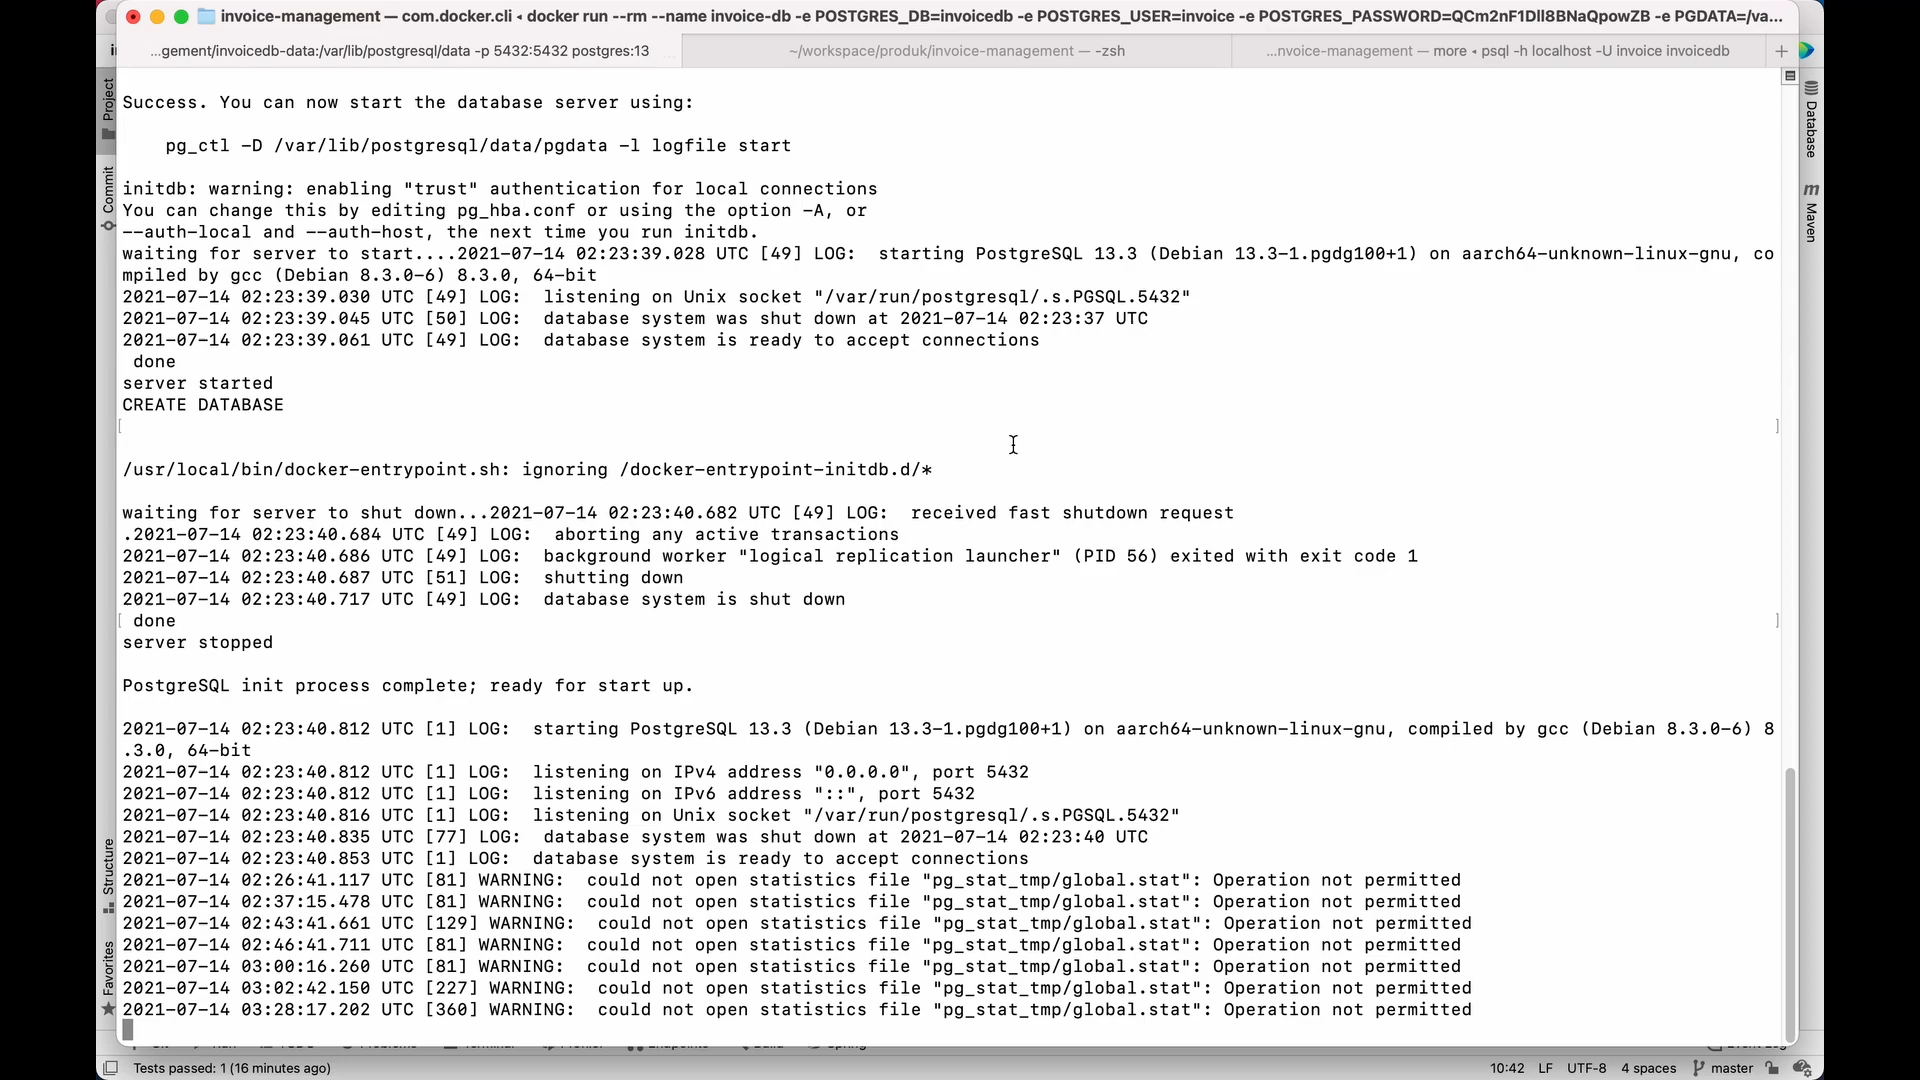 invoice-management — com.docker.cli ◂ docker run --rm --name invoice-db -e POSTGRES_DB=invoicedb -e POSTGRES_USER=invoice -e POSTGRES_PASSWORD=QCm2nF1Dll8BNaQpowZB -e PGDATA=/va...
...gement/invoicedb-data:/var/lib/postgresql/data -p 5432:5432 postgres:13
~/workspace/produk/invoice-management — -zsh
...nvoice-management — more ◂ psql -h localhost -U invoice invoicedb
Project
Commit
Structure
Favorites
Database
Maven
Success. You can now start the database server using:
pg_ctl -D /var/lib/postgresql/data/pgdata -l logfile start
initdb: warning: enabling "trust" authentication for local connections
You can change this by editing pg_hba.conf or using the option -A, or
--auth-local and --auth-host, the next time you run initdb.
waiting for server to start....2021-07-14 02:23:39.028 UTC [49] LOG:  starting PostgreSQL 13.3 (Debian 13.3-1.pgdg100+1) on aarch64-unknown-linux-gnu, co
mpiled by gcc (Debian 8.3.0-6) 8.3.0, 64-bit
2021-07-14 02:23:39.030 UTC [49] LOG:  listening on Unix socket "/var/run/postgresql/.s.PGSQL.5432"
2021-07-14 02:23:39.045 UTC [50] LOG:  database system was shut down at 2021-07-14 02:23:37 UTC
2021-07-14 02:23:39.061 UTC [49] LOG:  database system is ready to accept connections
done
server started
CREATE DATABASE
/usr/local/bin/docker-entrypoint.sh: ignoring /docker-entrypoint-initdb.d/*
waiting for server to shut down...2021-07-14 02:23:40.682 UTC [49] LOG:  received fast shutdown request
.2021-07-14 02:23:40.684 UTC [49] LOG:  aborting any active transactions
2021-07-14 02:23:40.686 UTC [49] LOG:  background worker "logical replication launcher" (PID 56) exited with exit code 1
2021-07-14 02:23:40.687 UTC [51] LOG:  shutting down
2021-07-14 02:23:40.717 UTC [49] LOG:  database system is shut down
done
server stopped
PostgreSQL init process complete; ready for start up.
2021-07-14 02:23:40.812 UTC [1] LOG:  starting PostgreSQL 13.3 (Debian 13.3-1.pgdg100+1) on aarch64-unknown-linux-gnu, compiled by gcc (Debian 8.3.0-6) 8
.3.0, 64-bit
2021-07-14 02:23:40.812 UTC [1] LOG:  listening on IPv4 address "0.0.0.0", port 5432
2021-07-14 02:23:40.812 UTC [1] LOG:  listening on IPv6 address "::", port 5432
2021-07-14 02:23:40.816 UTC [1] LOG:  listening on Unix socket "/var/run/postgresql/.s.PGSQL.5432"
2021-07-14 02:23:40.835 UTC [77] LOG:  database system was shut down at 2021-07-14 02:23:40 UTC
2021-07-14 02:23:40.853 UTC [1] LOG:  database system is ready to accept connections
2021-07-14 02:26:41.117 UTC [81] WARNING:  could not open statistics file "pg_stat_tmp/global.stat": Operation not permitted
2021-07-14 02:37:15.478 UTC [81] WARNING:  could not open statistics file "pg_stat_tmp/global.stat": Operation not permitted
2021-07-14 02:43:41.661 UTC [129] WARNING:  could not open statistics file "pg_stat_tmp/global.stat": Operation not permitted
2021-07-14 02:46:41.711 UTC [81] WARNING:  could not open statistics file "pg_stat_tmp/global.stat": Operation not permitted
2021-07-14 03:00:16.260 UTC [81] WARNING:  could not open statistics file "pg_stat_tmp/global.stat": Operation not permitted
2021-07-14 03:02:42.150 UTC [227] WARNING:  could not open statistics file "pg_stat_tmp/global.stat": Operation not permitted
2021-07-14 03:28:17.202 UTC [360] WARNING:  could not open statistics file "pg_stat_tmp/global.stat": Operation not permitted
Tests passed: 1 (16 minutes ago)
10:42 LF UTF-8 4 spaces master